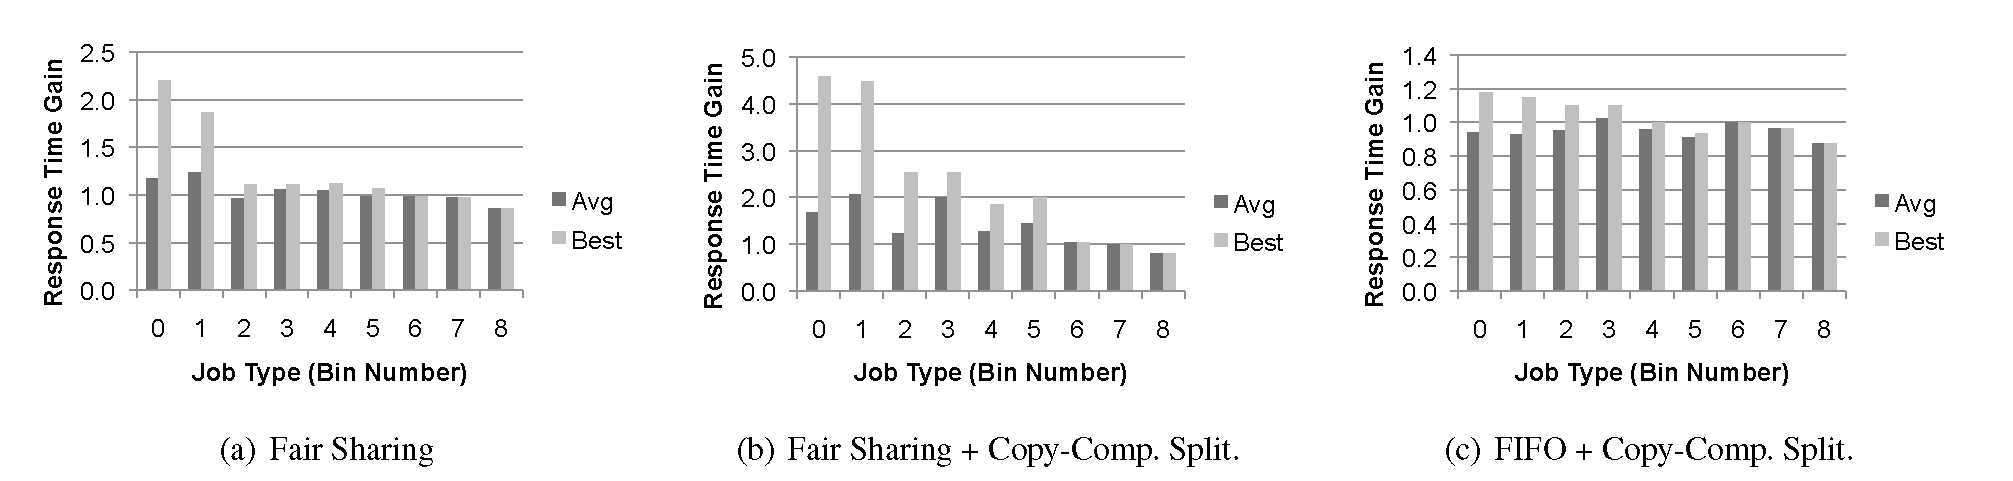 Response Time Gain
2.5
2.0
1.5
1.0
0.5
0.0
0 1 2 3 4 5 6 7 8
Job Type (Bin Number)
Avg
Best
(a) Fair Sharing
Response Time Gain
5.0
4.0
3.0
2.0
1.0
0.0
0 1 2 3 4 5 6 7 8
Job Type (Bin Number)
Avg
Best
(b) Fair Sharing + Copy-Comp. Split.
Response Time Gain
1.4
1.2
1.0
0.8
0.6
0.4
0.2
0.0
0 1 2 3 4 5 6 7 8
Job Type (Bin Number)
Avg
Best
(c) FIFO + Copy-Comp. Split.